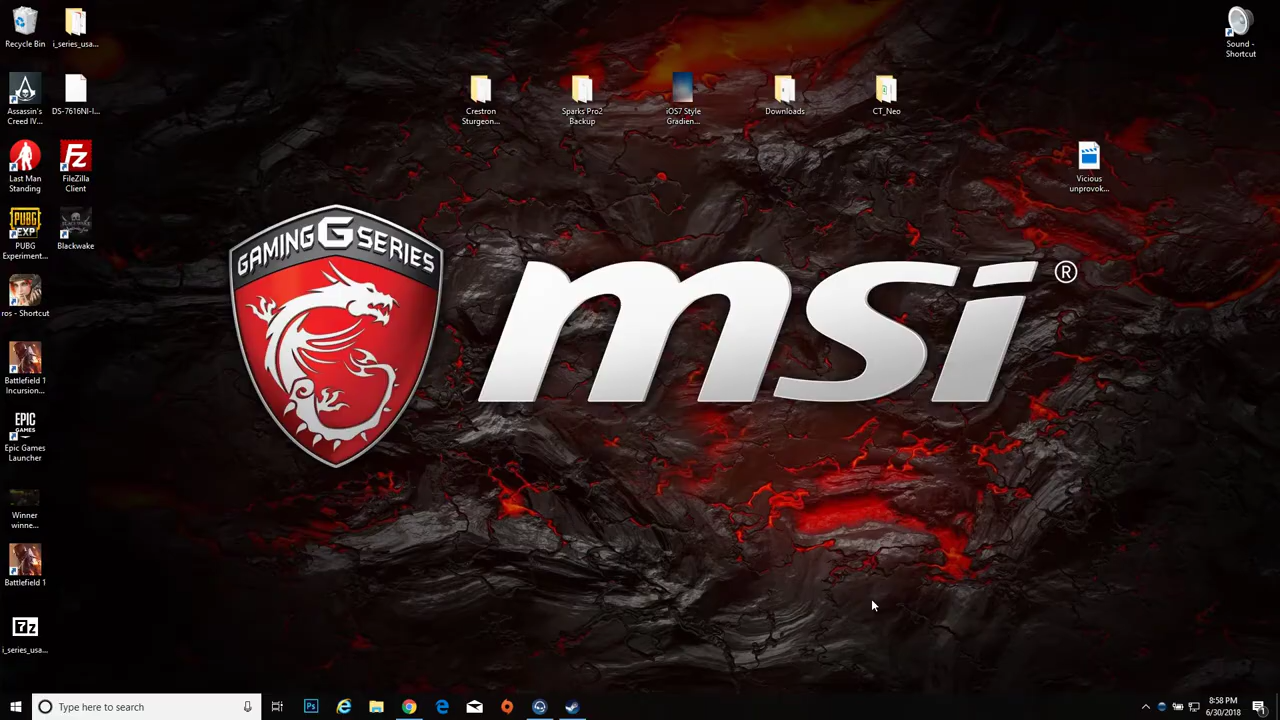 Recycle Bin
i_series_usa...
Sound -
Shortcut
Assassin's
Creed IV...
DS-7616NI-I...
Crestron
Sturgeon...
Sparks Pro2
Backup
iOS7 Style
Gradien...
Downloads
CT_Neo
Last Man
Standing
FileZilla
Client
Vicious
unprovok...
PUBG
EXP
PUBG
Experiment...
Blackwake
GAMING G SERIES
msi ®
ros - Shortcut
Battlefield 1
Incursion...
EPIC
GAMES
Epic Games
Launcher
Winner
winne...
Battlefield 1
7z
i_series_usa...
Type here to search
Ps
8:58 PM
6/30/2018